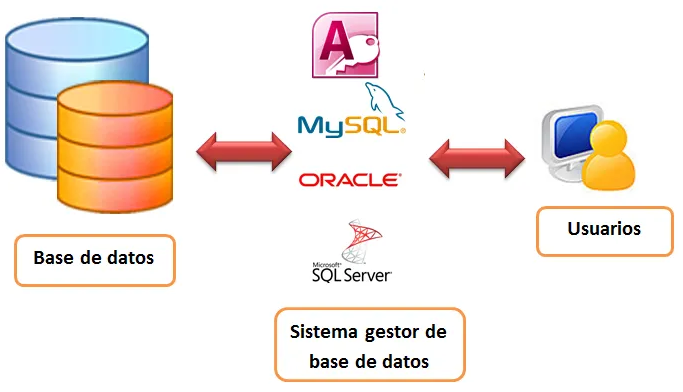 A
MySQL®
ORACLE®
Microsoft®
SQL Server®
Base de datos
Sistema gestor de
base de datos
Usuarios